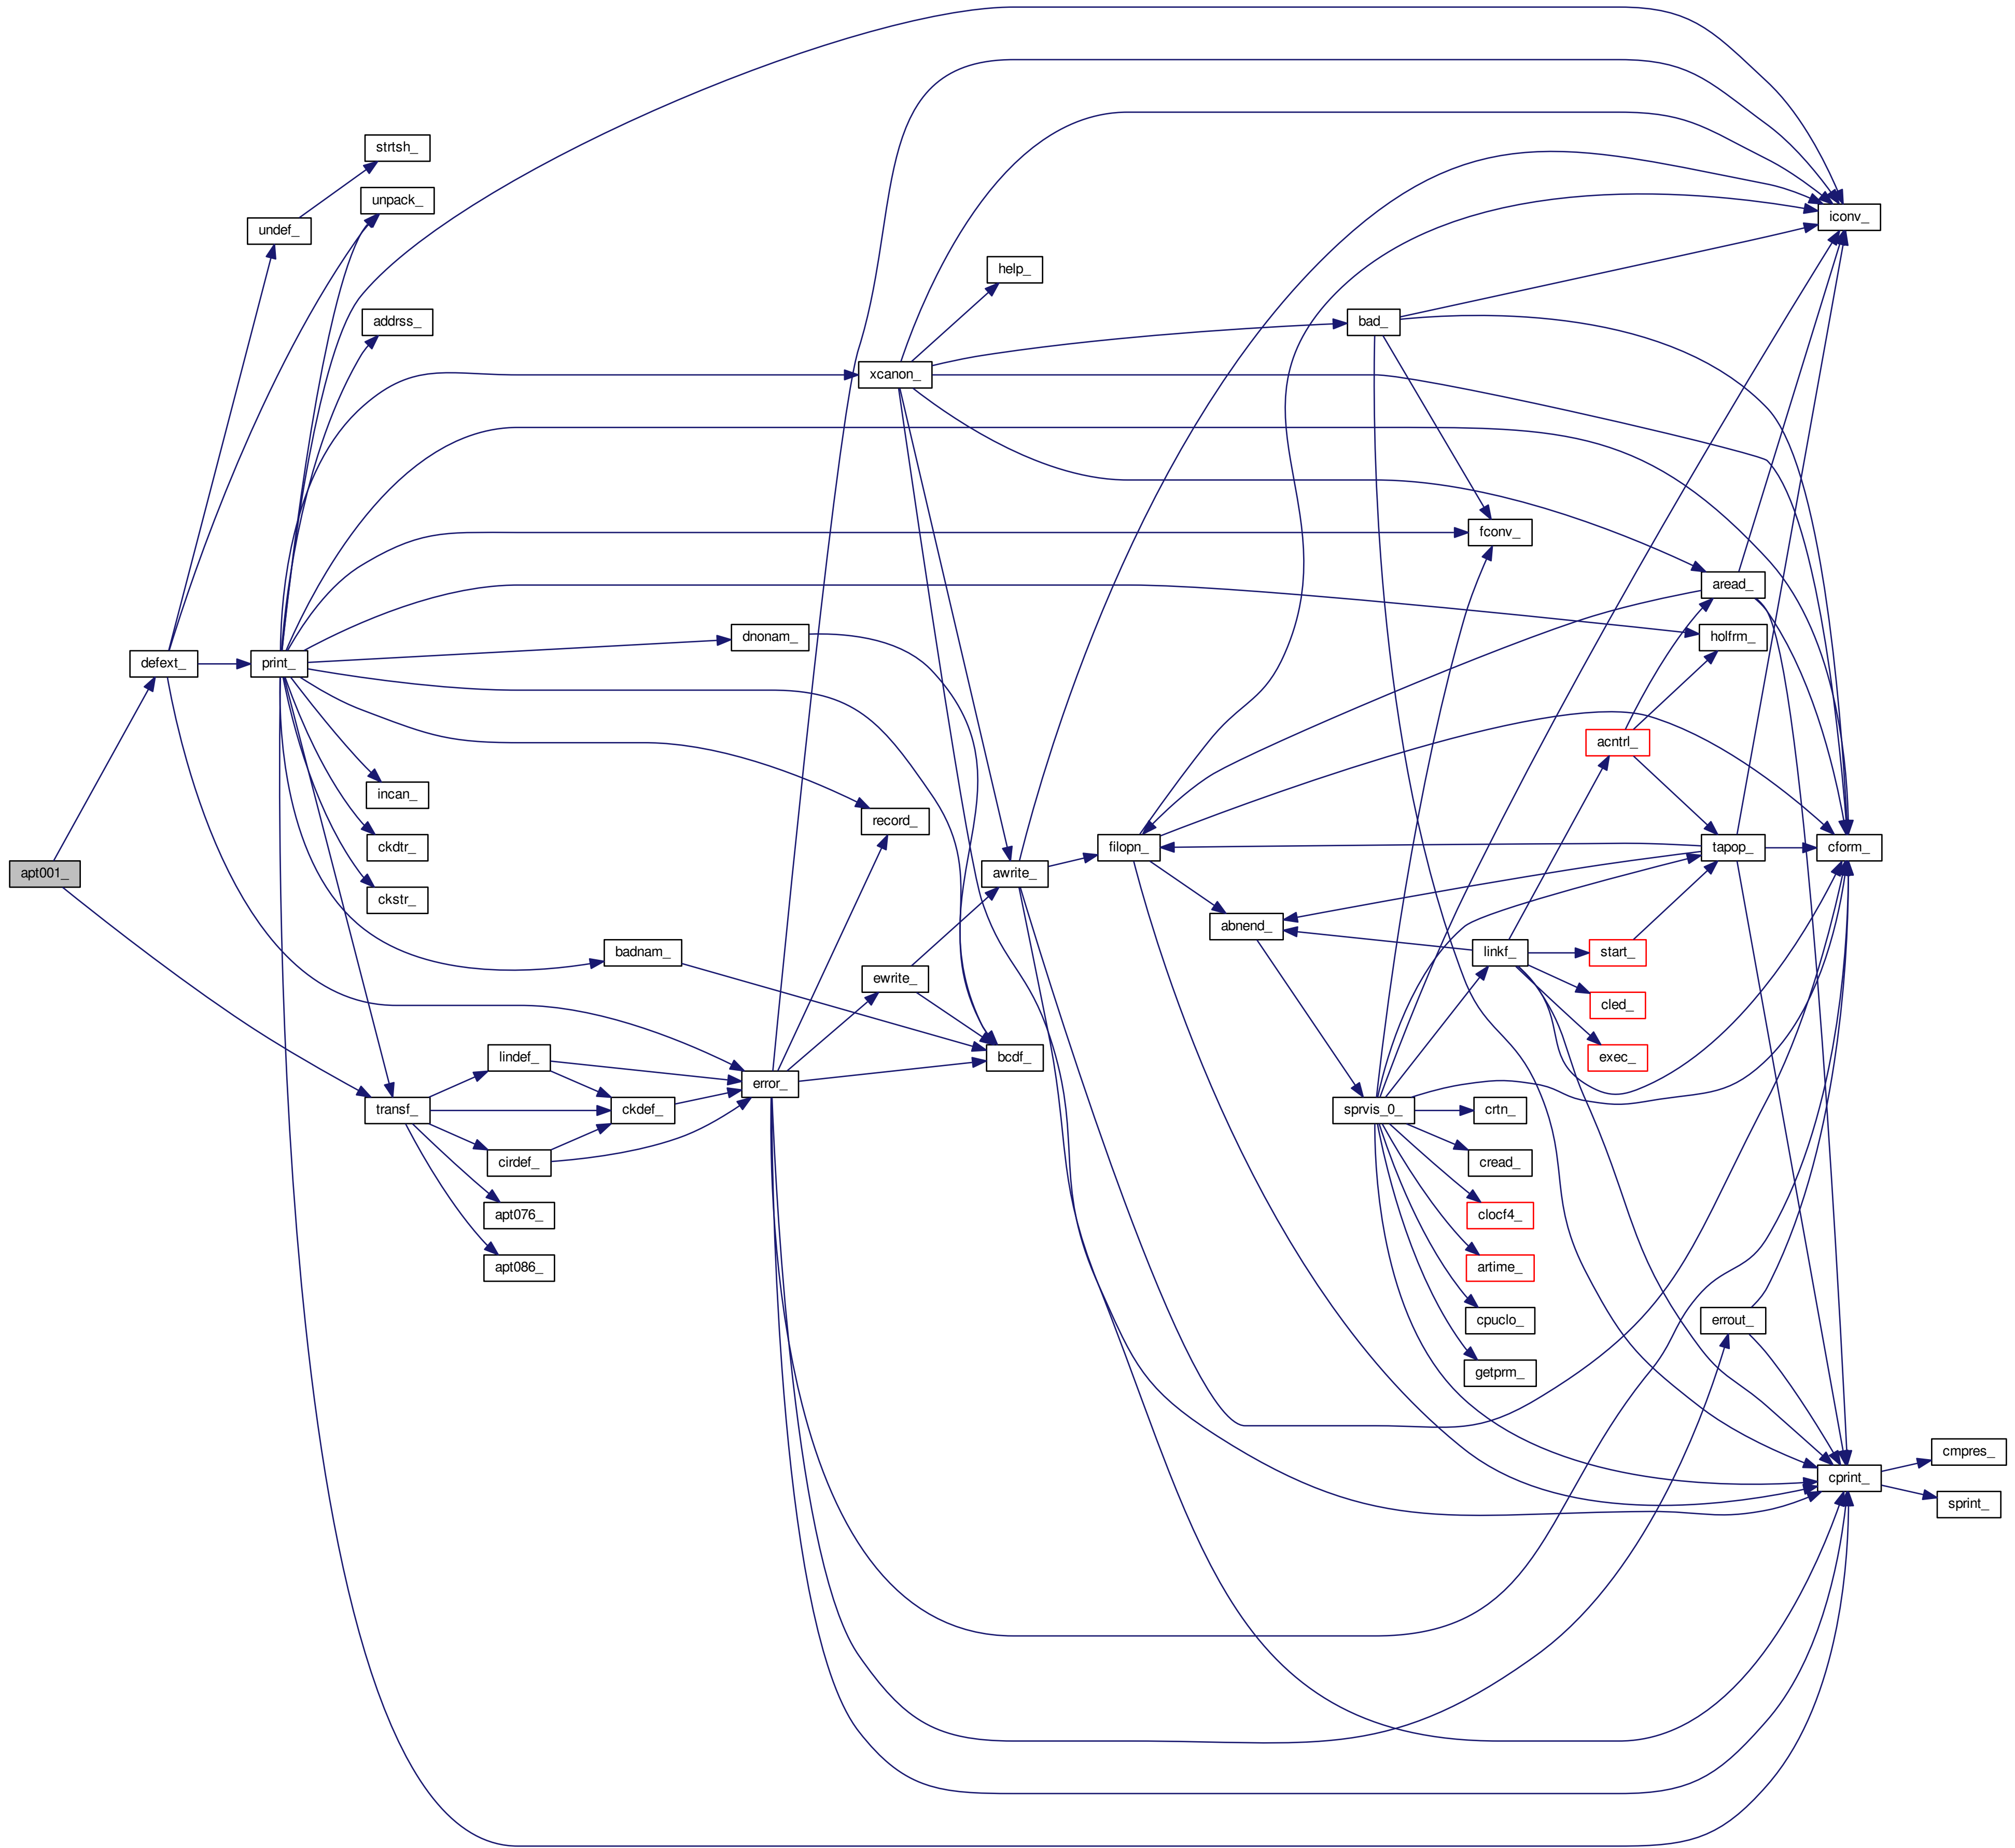 strtsh_
unpack_
iconv_
undef_
help_
addrss_
bad_
xcanon_
fconv_
aread_
holfrm_
dnonam_
defext_
print_
acntrl_
incan_
record_
ckdtr_
filopn_
tapop_
cform_
apt001_
awrite_
ckstr_
abnend_
badnam_
linkf_
start_
ewrite_
cled_
lindef_
bcdf_
exec_
error_
transf_
ckdef_
sprvis_0_
crtn_
cirdef_
cread_
apt076_
clocf4_
apt086_
artime_
cpuclo_
errout_
getprm_
cmpres_
cprint_
sprint_